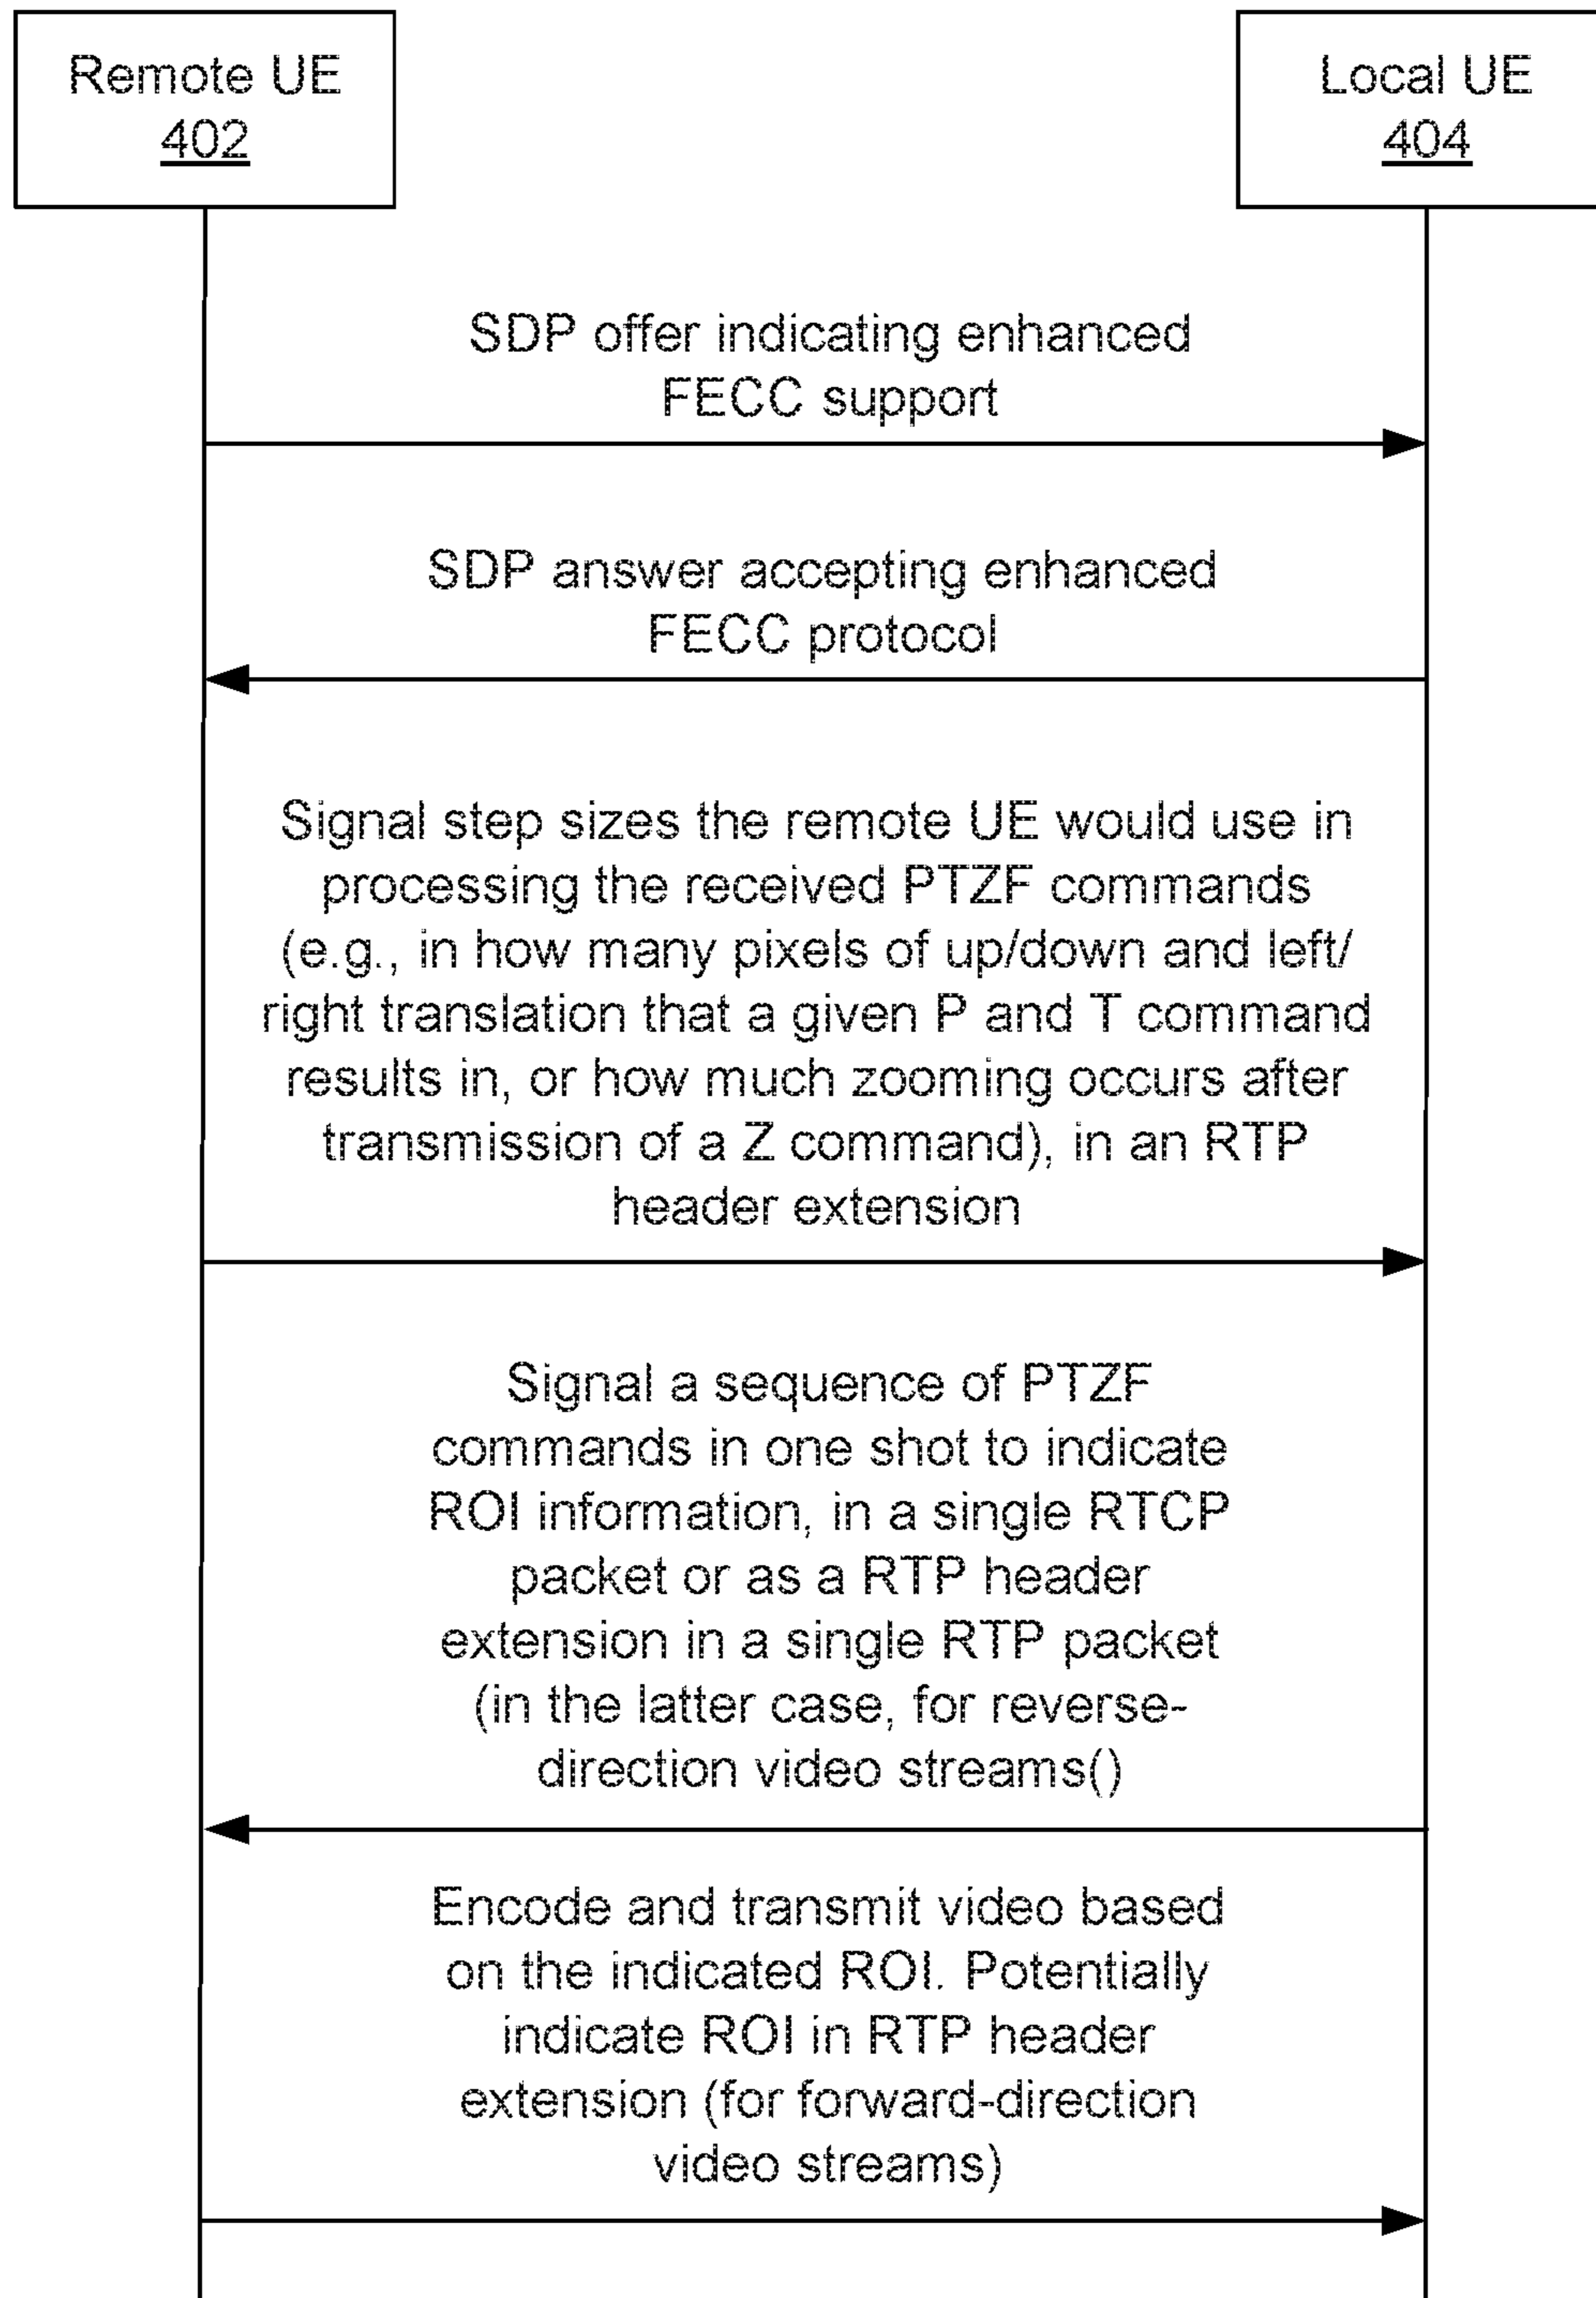 Remote UE
402
Local UE
404
SDP offer indicating enhanced
FECC support
SDP answer accepting enhanced
FECC protocol
Signal step sizes the remote UE would use in
processing the received PTZF commands
(e.g., in how many pixels of up/down and left/
right translation that a given P and T command
results in, or how much zooming occurs after
transmission of a Z command), in an RTP
header extension
Signal a sequence of PTZF
commands in one shot to indicate
ROI information, in a single RTCP
packet or as a RTP header
extension in a single RTP packet
(in the latter case, for reverse-
direction video streams()
Encode and transmit video based
on the indicated ROI. Potentially
indicate ROI in RTP header
extension (for forward-direction
video streams)